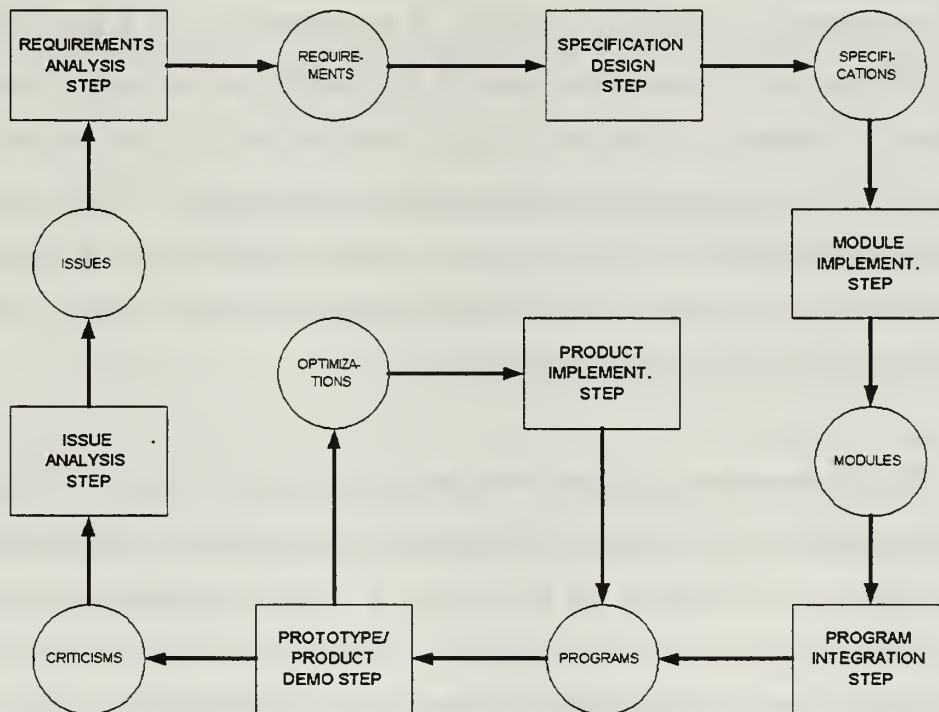 REQUIREMENTS
ANALYSIS
STEP
REQUIRE-
MENTS
SPECIFICATION
DESIGN
STEP
SPECIFI-
CATIONS
ISSUES
MODULE
IMPLEMENT.
STEP
OPTIMIZA-
TIONS
PRODUCT
IMPLEMENT.
STEP
ISSUE
ANALYSIS
STEP
MODULES
CRITICISMS
PROTOTYPE/
PRODUCT
DEMO STEP
PROGRAMS
PROGRAM
INTEGRATION
STEP